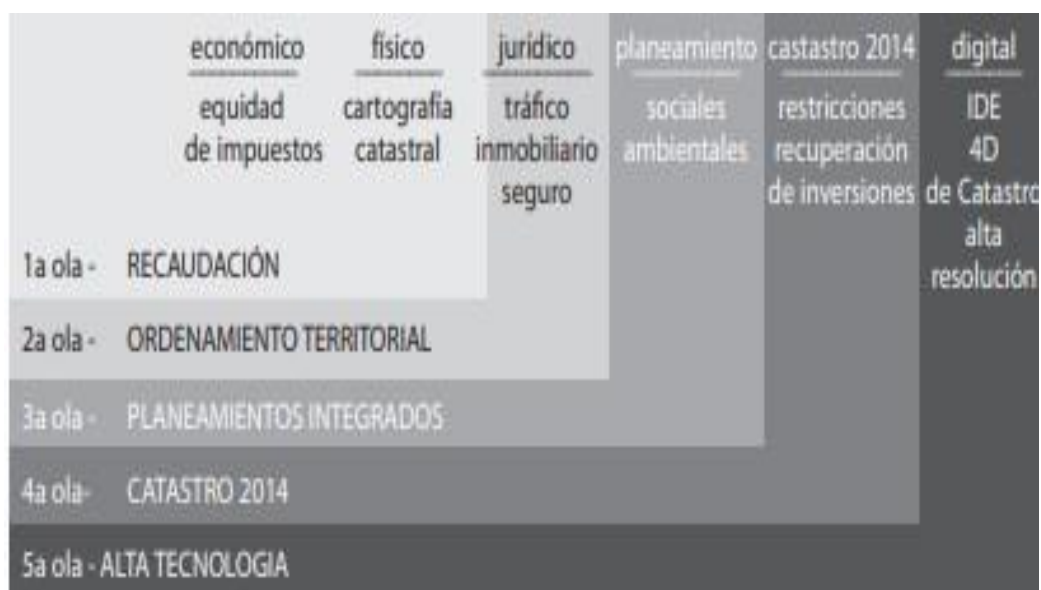 económico físico jurídico planeamiento castastro 2014 digital
equidad cartografía tráfico sociales restricciones IDE
de impuestos catastral inmobiliario ambientales recuperación 4D
seguro de inversiones de Catastro
alta
1a ola - RECAUDACIÓN resolución
2a ola - ORDENAMIENTO TERRITORIAL
3a ola - PLANEAMIENTOS INTEGRADOS
4a ola- CATASTRO 2014
5a ola - ALTA TECNOLOGIA